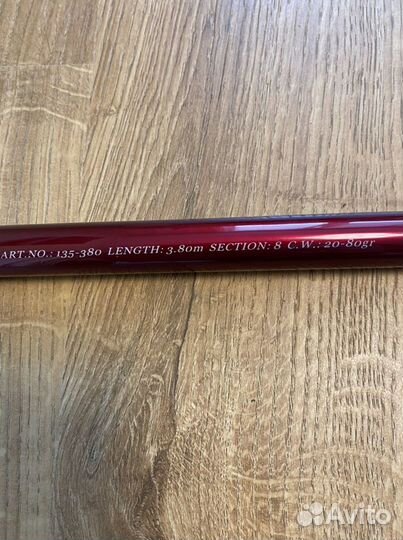 ART.NO.: 135-380 LENGTH: 3.80m SECTION: 8 C.W.: 20-80gr
Avito